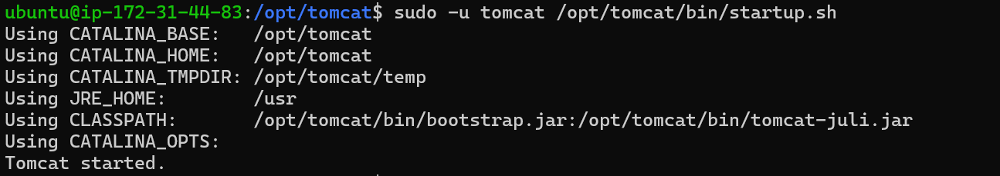 ubuntu@ip-172-31-44-83:/opt/tomcat$ sudo -u tomcat /opt/tomcat/bin/startup.sh
Using CATALINA_BASE:   /opt/tomcat
Using CATALINA_HOME:   /opt/tomcat
Using CATALINA_TMPDIR: /opt/tomcat/temp
Using JRE_HOME:        /usr
Using CLASSPATH:       /opt/tomcat/bin/bootstrap.jar:/opt/tomcat/bin/tomcat-juli.jar
Using CATALINA_OPTS:
Tomcat started.